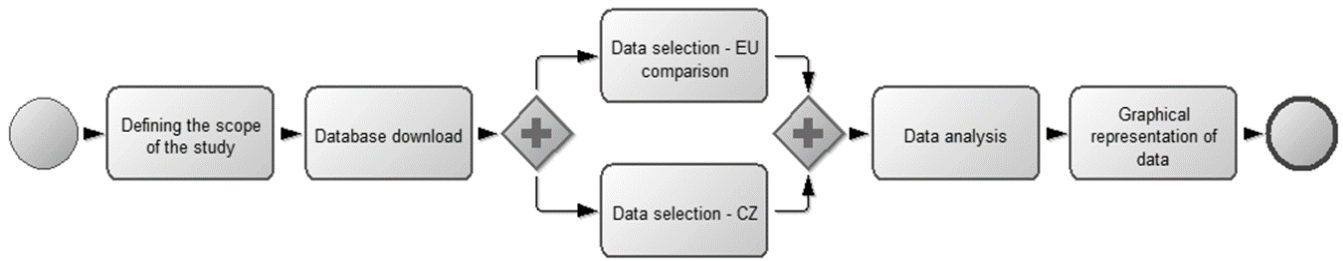 Defining the scope
of the study
Database download
Data selection - EU
comparison
Data selection - CZ
Data analysis
Graphical
representation of
data